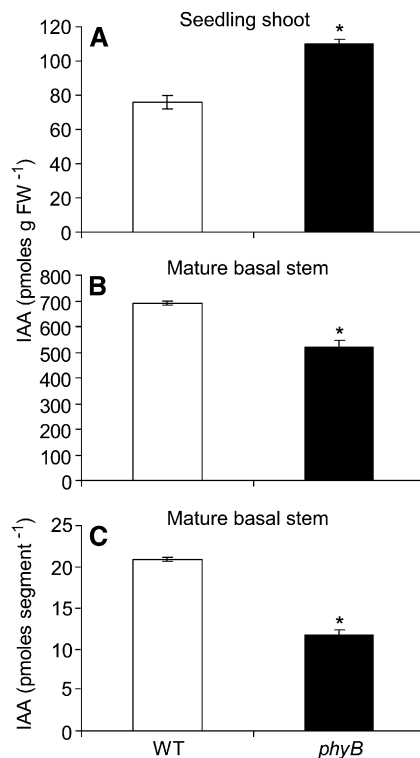 Seedling shoot
A
120
100
80
60
40
20
0
*
IAA (pmoles g FW -1)
Mature basal stem
B
800
700
600
500
400
300
200
100
0
*
Mature basal stem
C
25
20
15
10
5
0
*
IAA (pmoles segment -1)
WT phyB